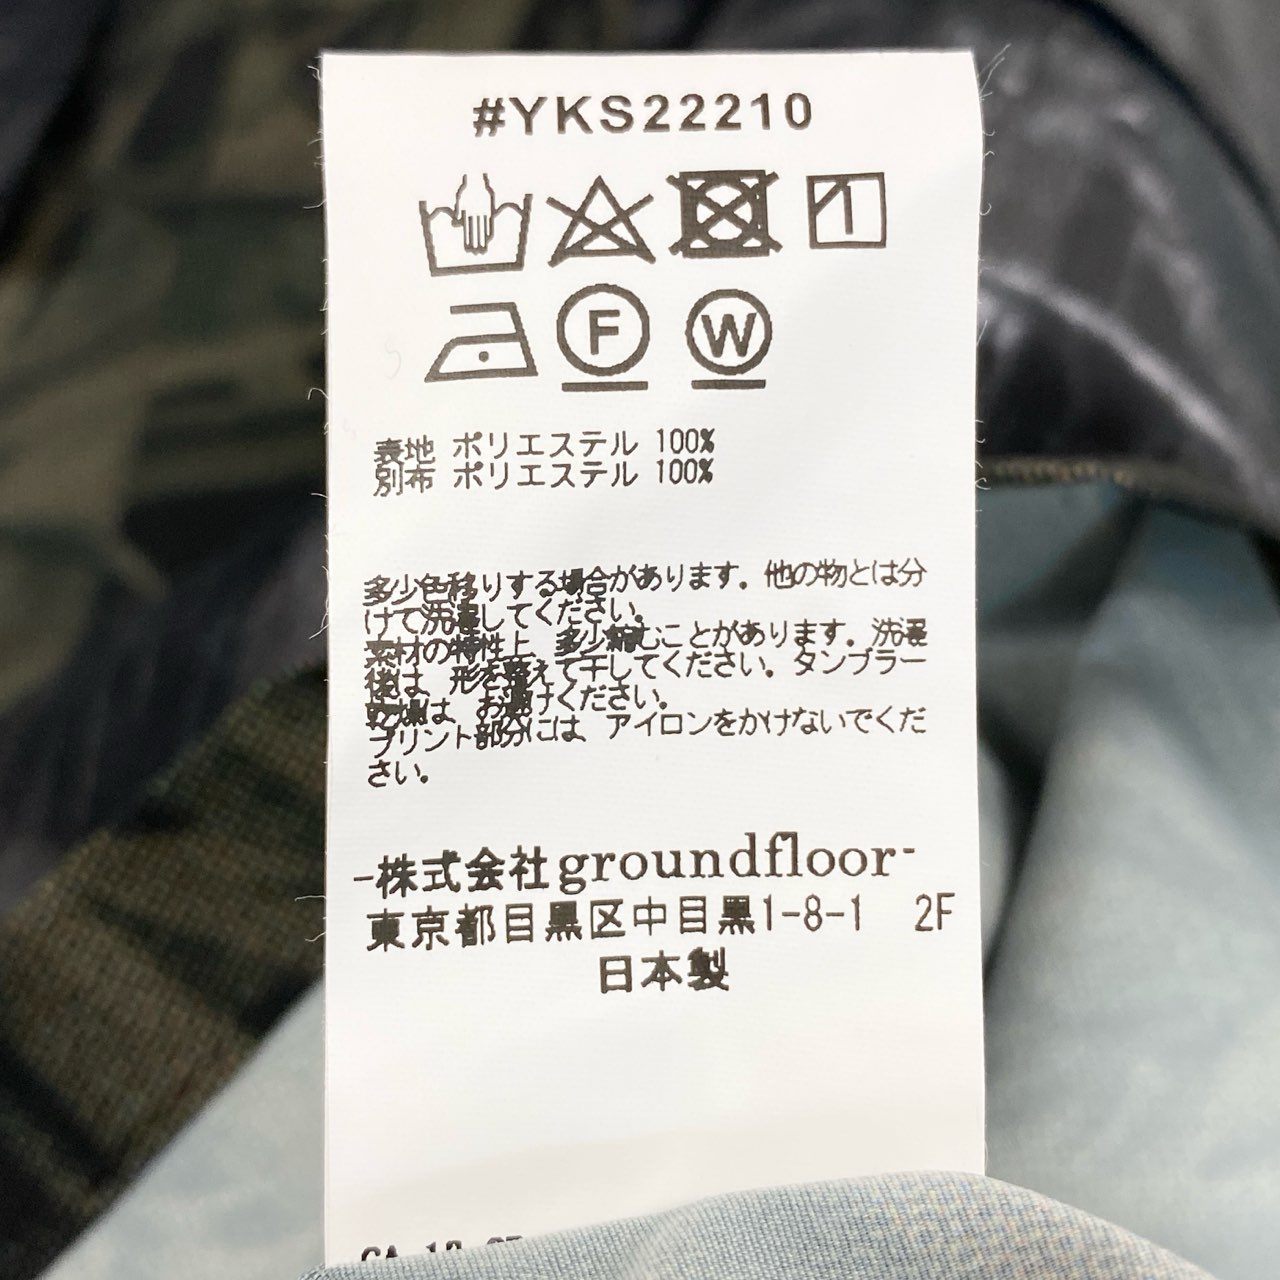 #YKS22210
F W
表地 ポリエステル 100%
別布 ポリエステル 100%
多少色移りする場合があります。他の物とは分
けて洗濯してください。
素材の特性上、多少縮むことがあります。洗濯
後は、形を整えて干してください。タンブラー
乾燥は、お避けください。
プリント部分には、アイロンをかけないでくだ
さい。
-株式会社groundfloor-
東京都目黒区中目黒1-8-1 2F
日本製